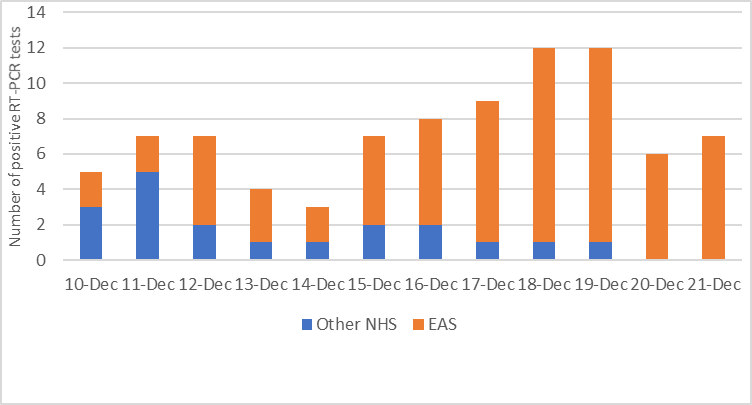 Number of positive RT-PCR tests
14
12
10
8
6
4
2
0
10-Dec 11-Dec 12-Dec 13-Dec 14-Dec 15-Dec 16-Dec 17-Dec 18-Dec 19-Dec 20-Dec 21-Dec
Other NHS EAS